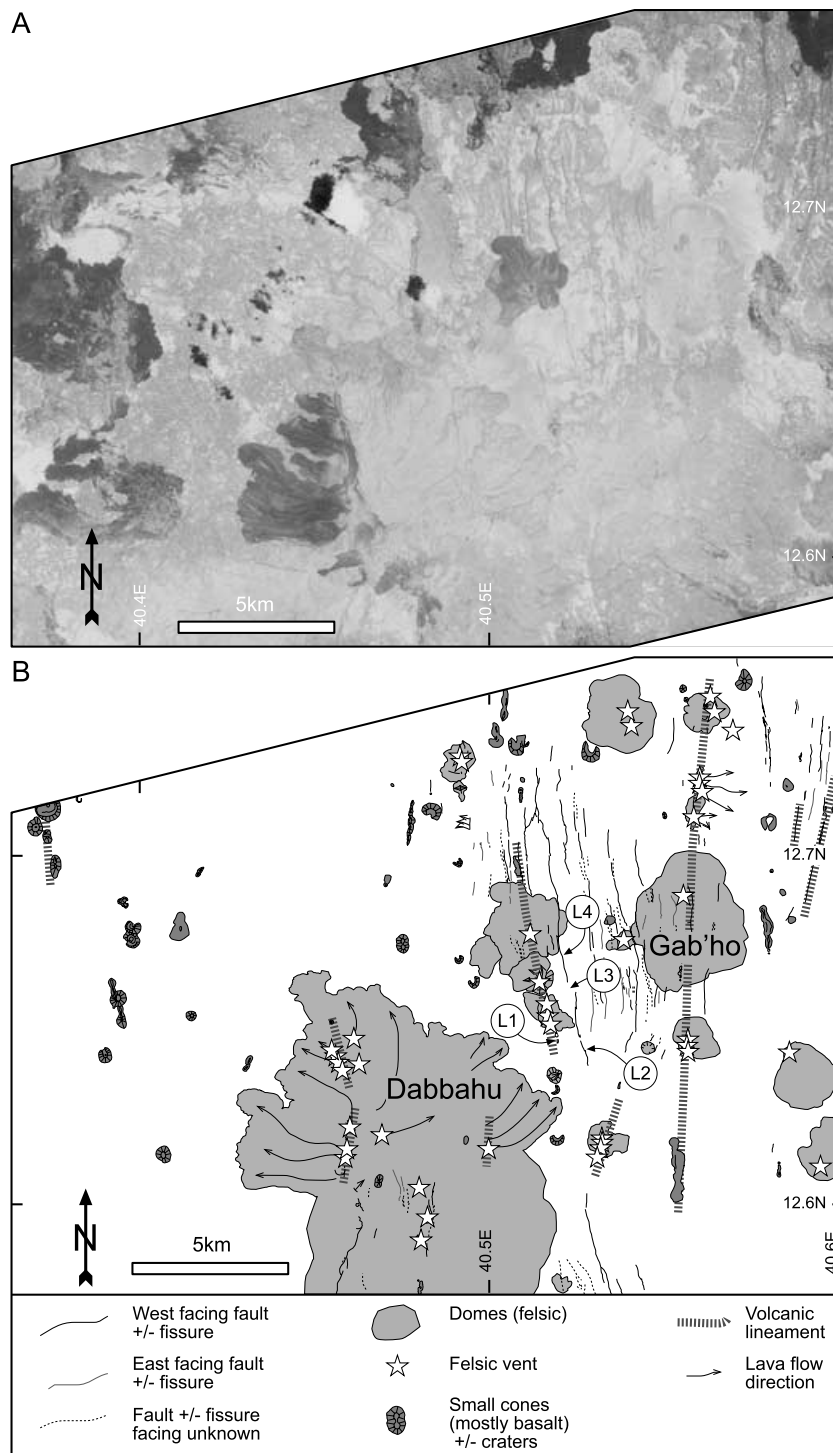 A
12.7N
12.6N
N
40.4E
40.5E
5km
B
12.7N
L4
Gab'ho
L3
L1
L2
Dabbahu
12.6N
N
5km
40.5E
40.6E
West facing fault
+/- fissure
East facing fault
+/- fissure
Fault +/- fissure
facing unknown
Domes (felsic)
Felsic vent
Small cones
(mostly basalt)
+/- craters
Volcanic
lineament
Lava flow
direction